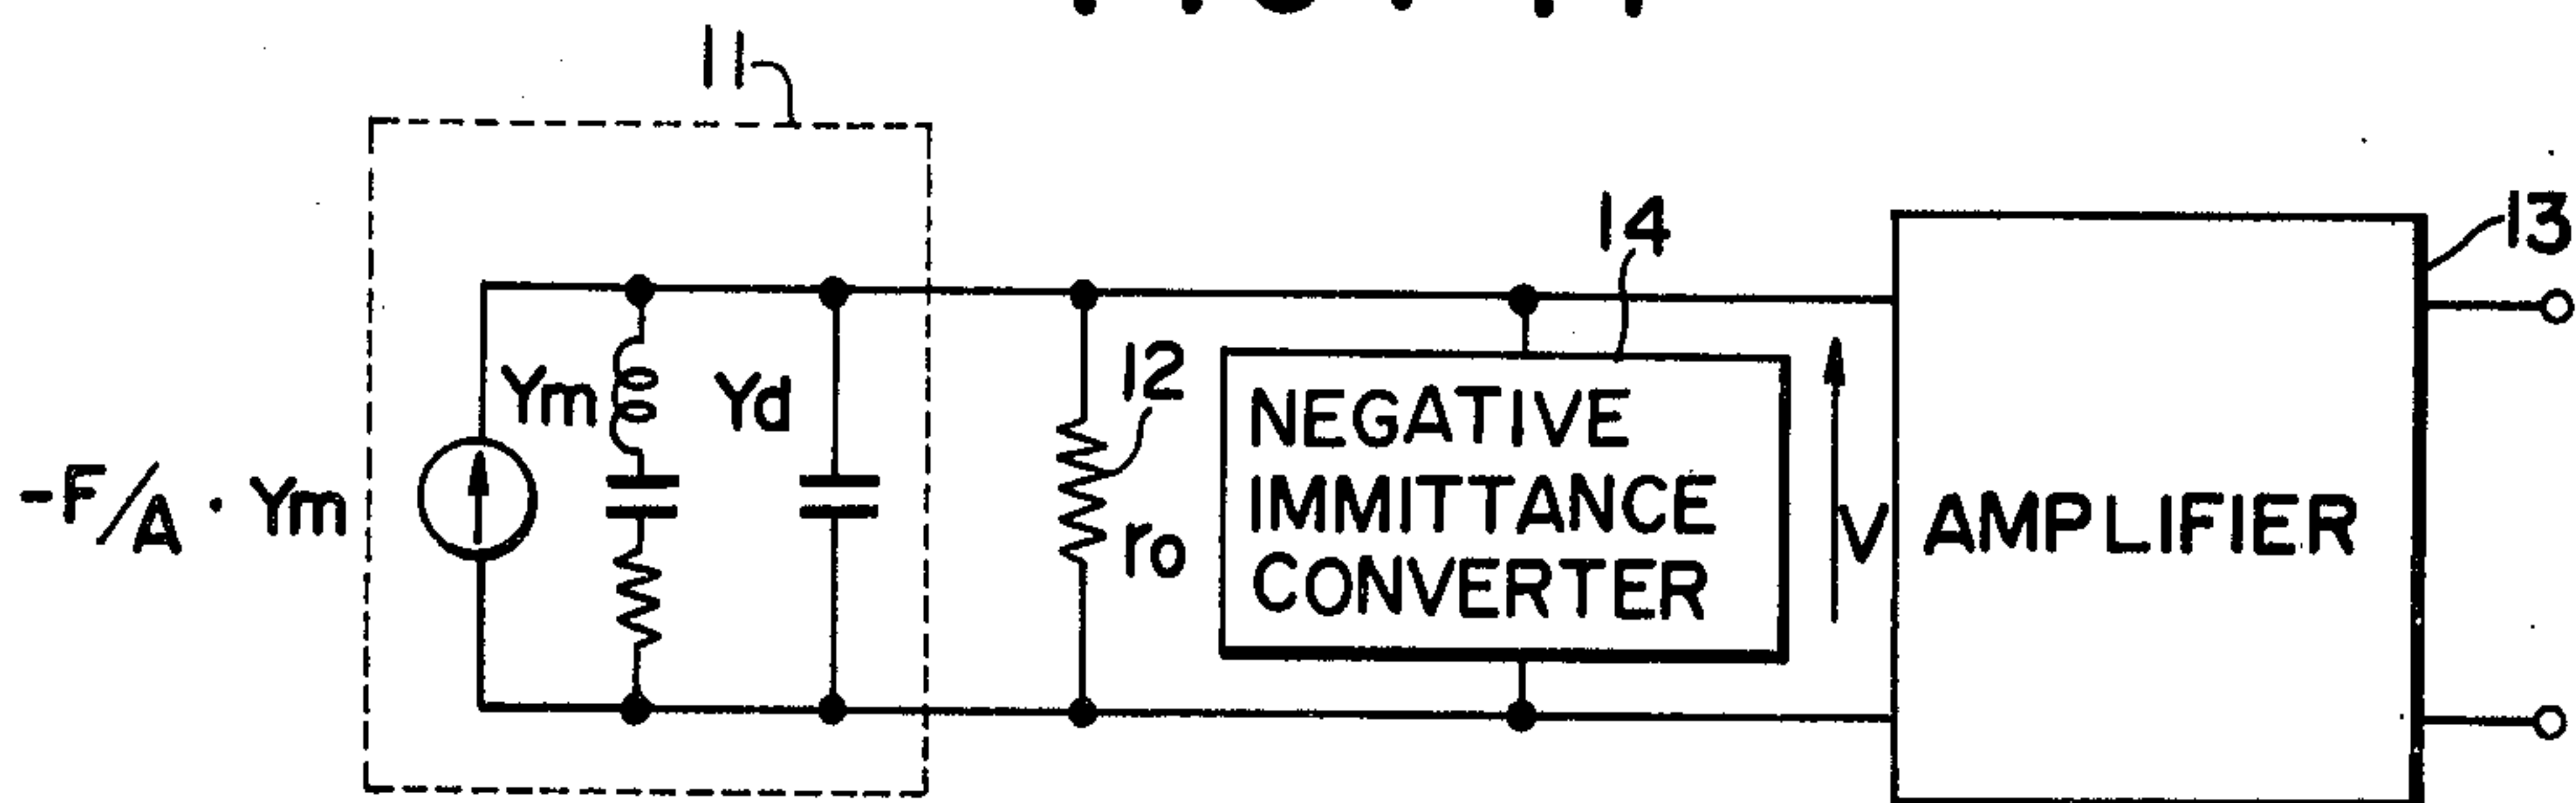 11
14
13
12
Ym
Yd
-F/A · Ym
ro
NEGATIVE
IMMITTANCE
CONVERTER
V
AMPLIFIER